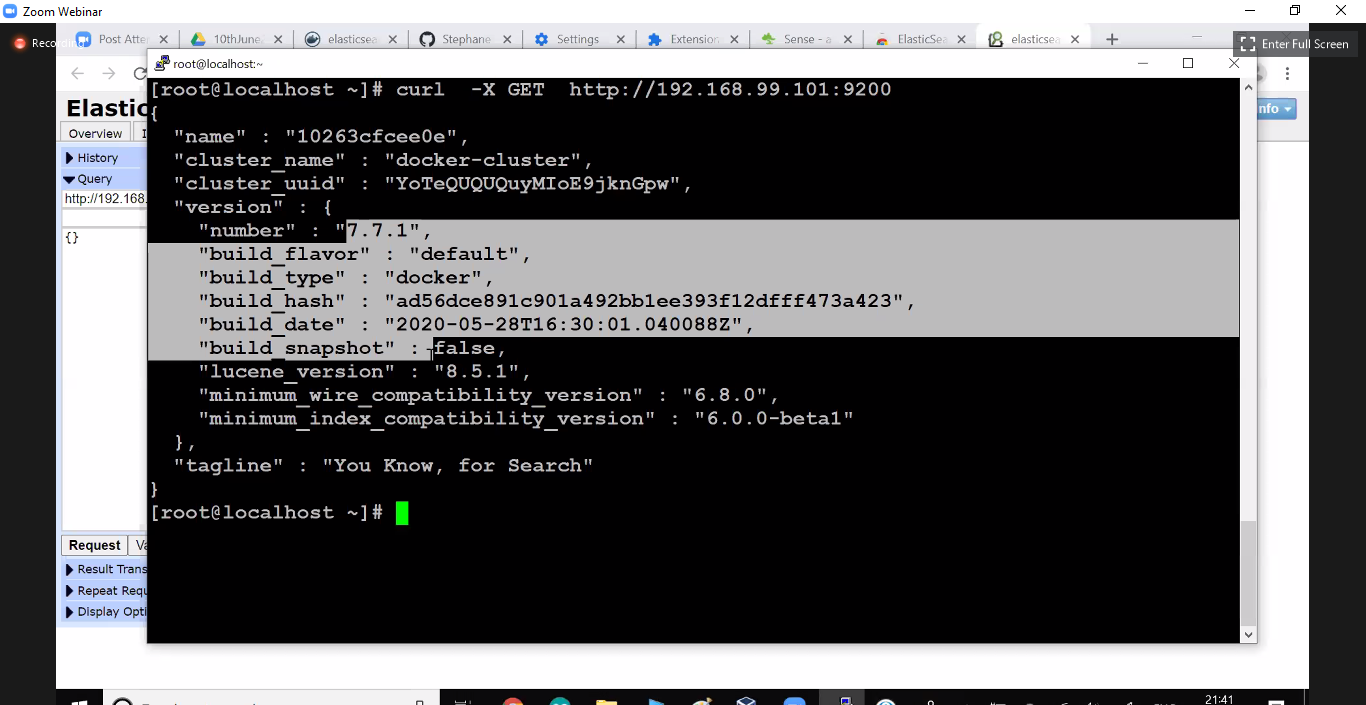 Zoom Webinar
Recording
Post Atte
10thJune,
elasticsea
Stephane
Settings
Extension
Sense - a
ElasticSea
elasticsea
Enter Full Screen
root@localhost:~
Elastic
Overview
nfo
History
Query
http://192.168.
{}
[root@localhost ~]# curl  -X GET  http://192.168.99.101:9200
{
  "name" : "10263cfcee0e",
  "cluster_name" : "docker-cluster",
  "cluster_uuid" : "YoTeQUQUQuyMIoE9jknGpw",
  "version" : {
    "number" : "7.7.1",
    "build_flavor" : "default",
    "build_type" : "docker",
    "build_hash" : "ad56dce891c901a492bb1ee393f12dfff473a423",
    "build_date" : "2020-05-28T16:30:01.040088Z",
    "build_snapshot" : false,
    "lucene_version" : "8.5.1",
    "minimum_wire_compatibility_version" : "6.8.0",
    "minimum_index_compatibility_version" : "6.0.0-beta1"
  },
  "tagline" : "You Know, for Search"
}
[root@localhost ~]#
Request
Va
Result Trans
Repeat Requ
Display Opti
21:41